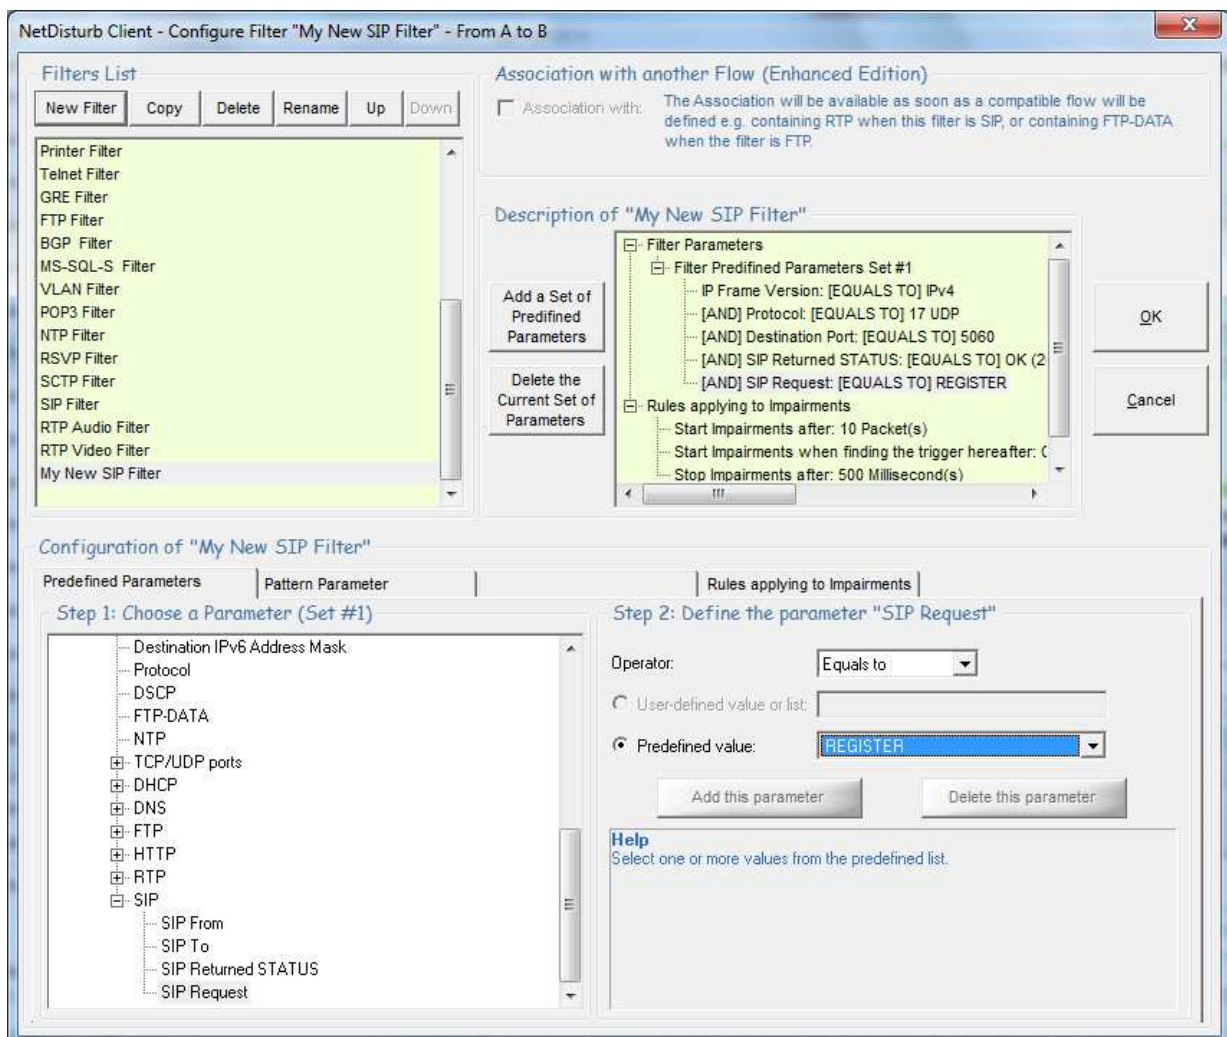 NetDisturb Client - Configure Filter "My New SIP Filter" - From A to B
Filters List
New Filter
Copy
Delete
Rename
Up
Down
Printer Filter
Telnet Filter
GRE Filter
FTP Filter
BGP Filter
MS-SQL-S Filter
VLAN Filter
POP3 Filter
NTP Filter
RSVP Filter
SCTP Filter
SIP Filter
RTP Audio Filter
RTP Video Filter
My New SIP Filter
Association with another Flow (Enhanced Edition)
Association with:
The Association will be available as soon as a compatible flow will be
defined e.g. containing RTP when this filter is SIP, or containing FTP-DATA
when the filter is FTP.
Description of "My New SIP Filter"
Add a Set of
Predifined
Parameters
Delete the
Current Set of
Parameters
Filter Parameters
Filter Predifined Parameters Set #1
IP Frame Version: [EQUALS TO] IPv4
[AND] Protocol: [EQUALS TO] 17 UDP
[AND] Destination Port: [EQUALS TO] 5060
[AND] SIP Returned STATUS: [EQUALS TO] OK (2
[AND] SIP Request: [EQUALS TO] REGISTER
Rules applying to Impairments
Start Impairments after: 10 Packet(s)
Start Impairments when finding the trigger hereafter:
Stop Impairments after: 500 Millisecond(s)
OK
Cancel
Configuration of "My New SIP Filter"
Predefined Parameters
Pattern Parameter
Rules applying to Impairments
Step 1: Choose a Parameter (Set #1)
Destination IPv6 Address Mask
Protocol
DSCP
FTP-DATA
NTP
TCP/UDP ports
DHCP
DNS
FTP
HTTP
RTP
SIP
SIP From
SIP To
SIP Returned STATUS
SIP Request
Step 2: Define the parameter "SIP Request"
Operator:
Equals to
User-defined value or list:
Predefined value:
REGISTER
Add this parameter
Delete this parameter
Help
Select one or more values from the predefined list.